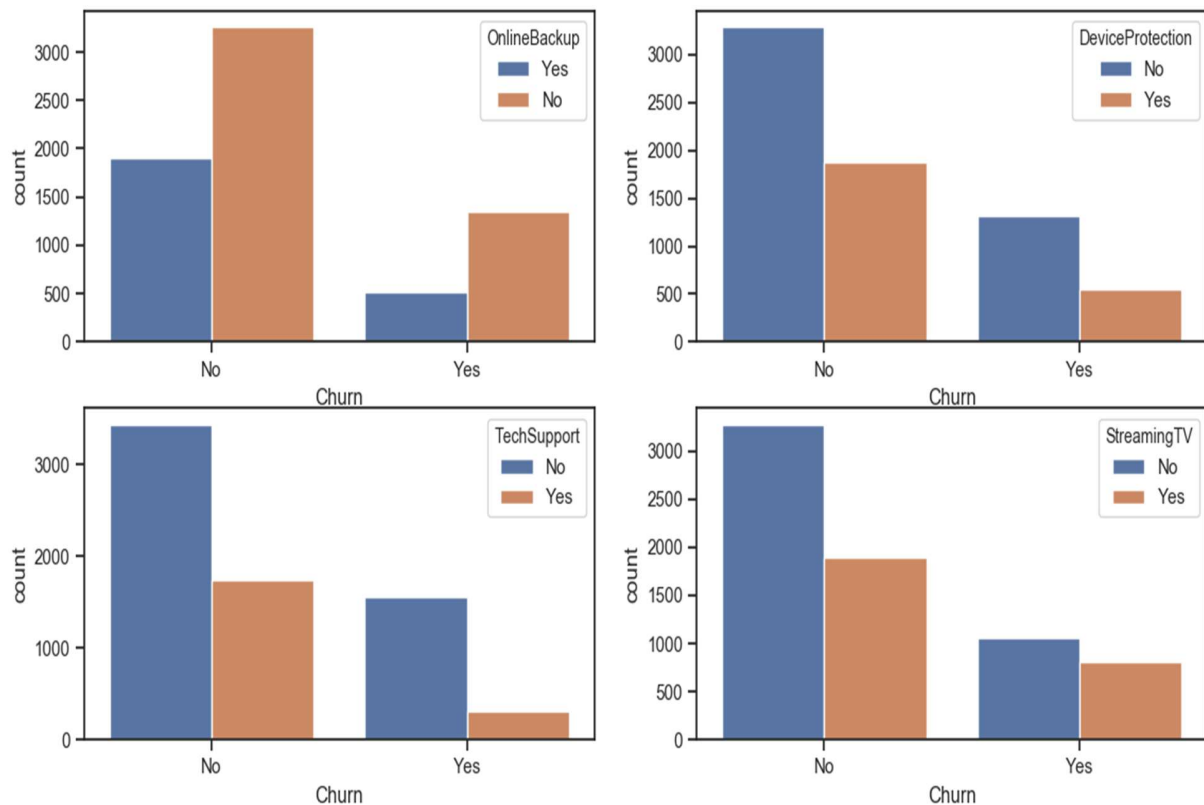 OnlineBackup
Yes
No
3000
2500
2000
1500
1000
500
0
count
No
Yes
Churn
DeviceProtection
No
Yes
3000
2500
2000
1500
1000
500
0
count
No
Yes
Churn
TechSupport
No
Yes
3000
2000
1000
0
count
No
Yes
Churn
StreamingTV
No
Yes
3000
2500
2000
1500
1000
500
0
count
No
Yes
Churn